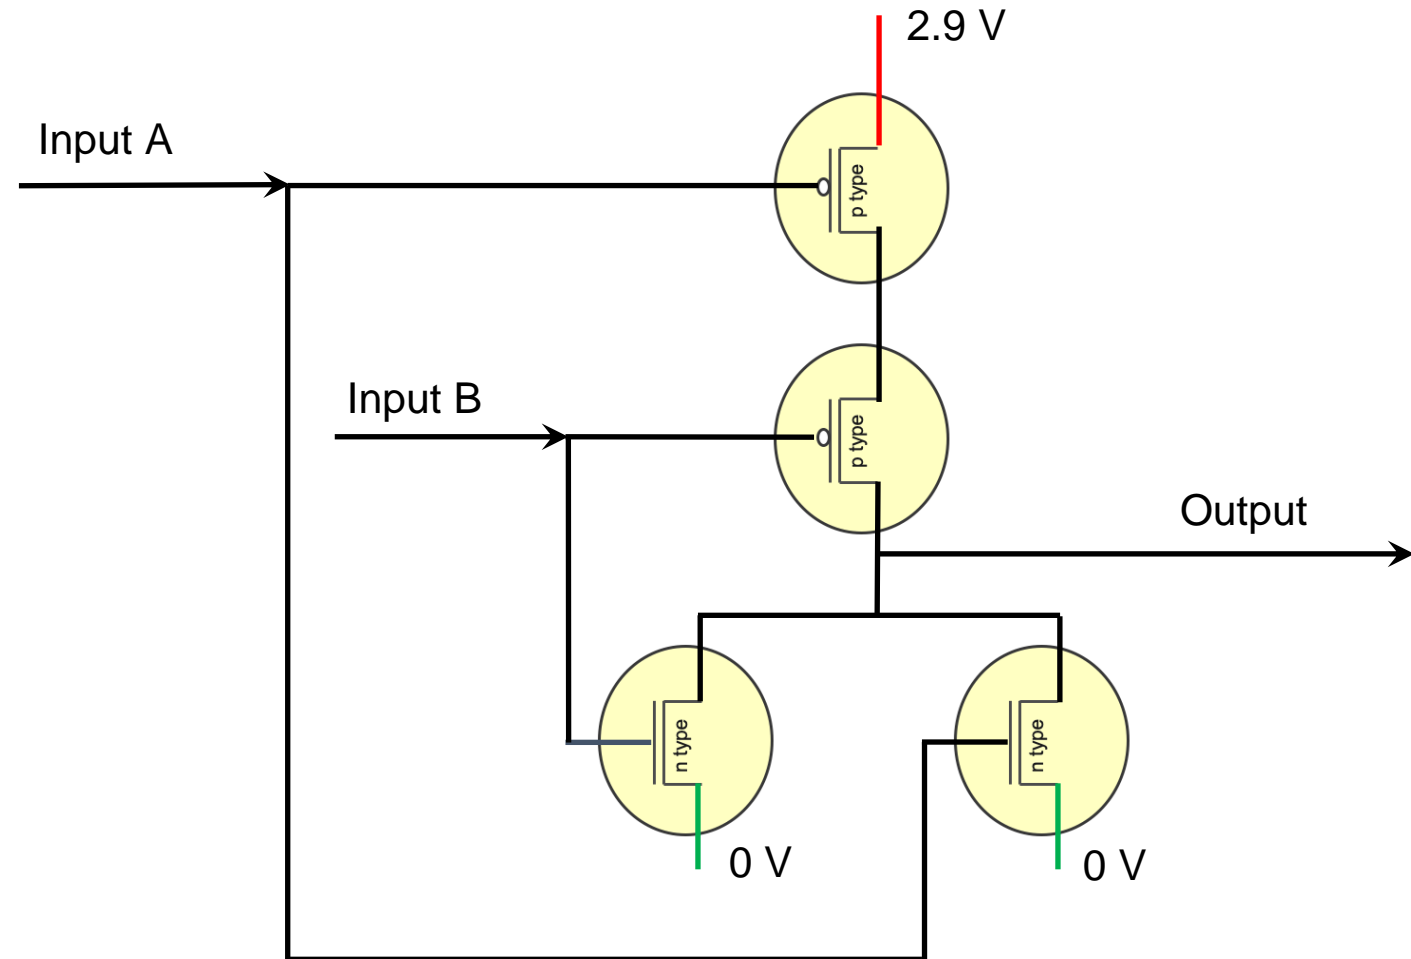 2.9 V
Input A
p type
Input B
p type
Output
n type
n type
0 V
0 V